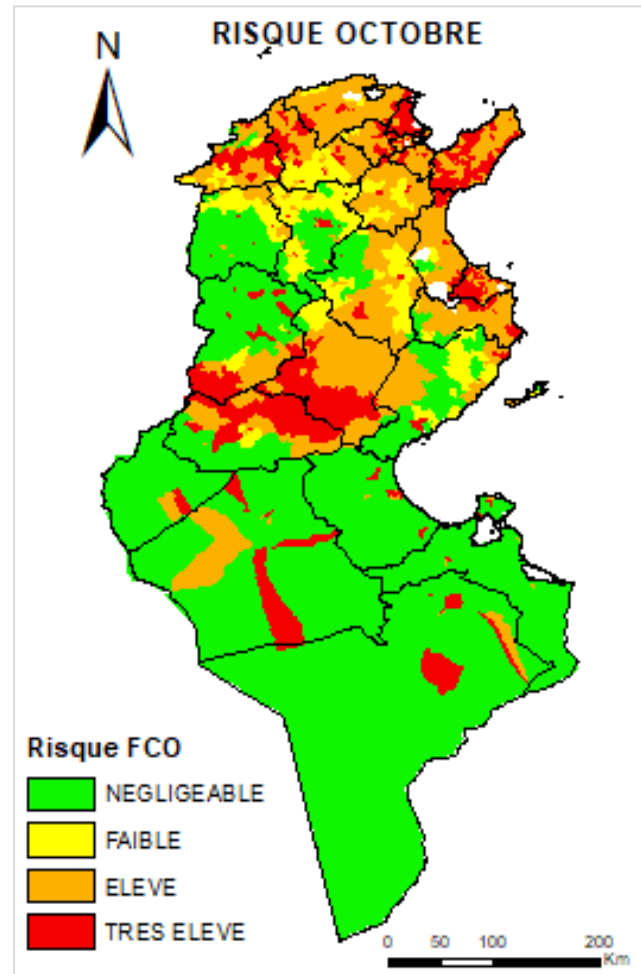 RISQUE OCTOBRE
N
Risque FCO
NEGLIGEABLE
FAIBLE
ELEVE
TRES ELEVE
0 50 100 200
Km